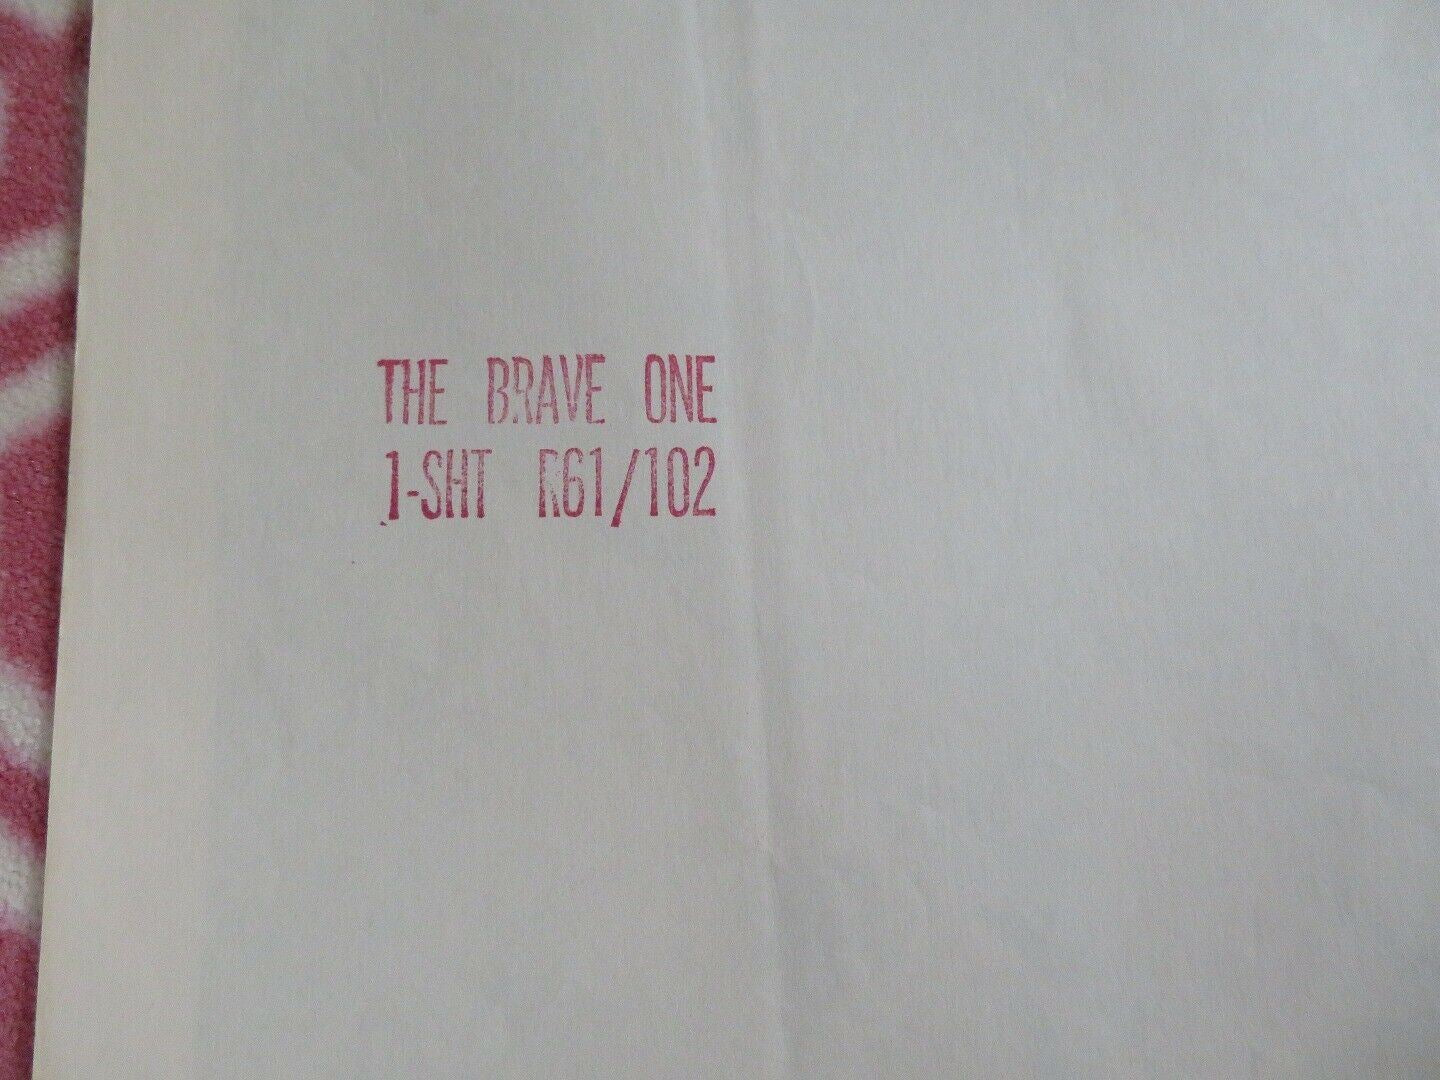 THE BRAVE ONE
1-SHT R61/102